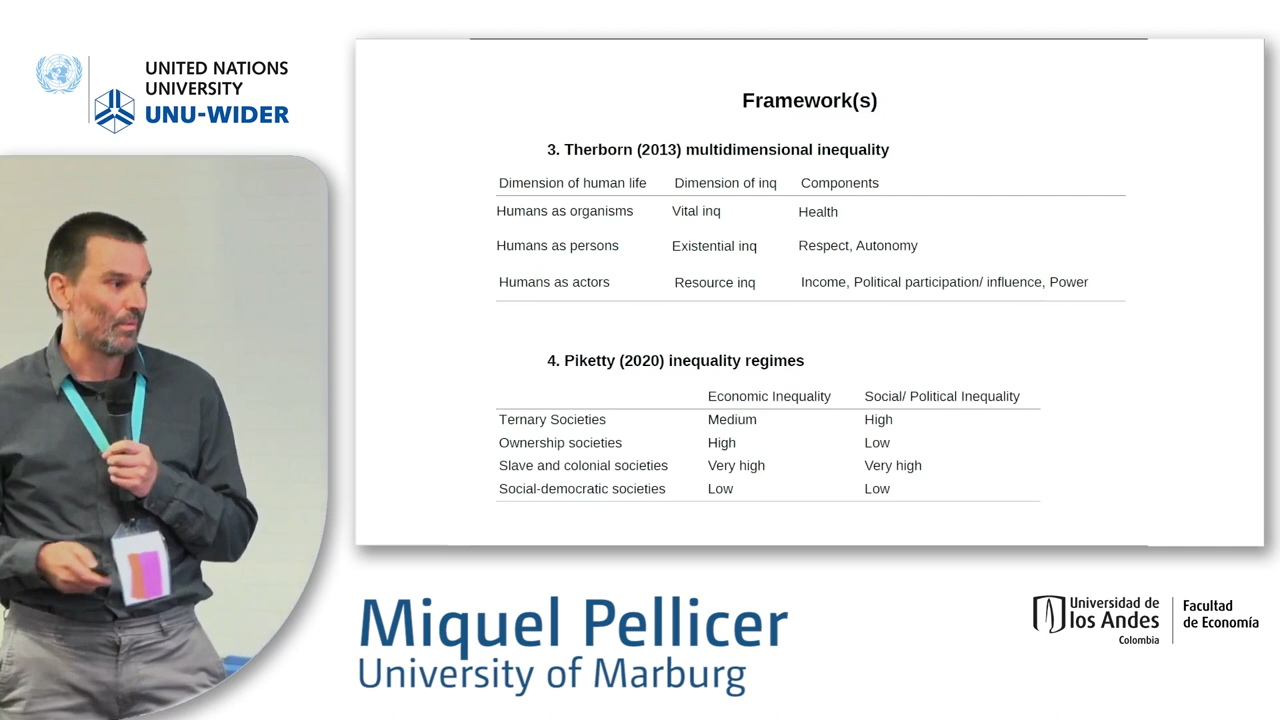 UNITED NATIONS
UNIVERSITY
UNU-WIDER
Framework(s)
3. Therborn (2013) multidimensional inequality
Dimension of human life Dimension of inq Components
Humans as organisms Vital inq Health
Humans as persons Existential inq Respect, Autonomy
Humans as actors Resource inq Income, Political participation/ influence, Power
4. Piketty (2020) inequality regimes
Economic Inequality Social/ Political Inequality
Ternary Societies Medium High
Ownership societies High Low
Slave and colonial societies Very high Very high
Social-democratic societies Low Low
Miquel Pellicer
University of Marburg
Universidad de
los Andes
Colombia
Facultad
de Economía